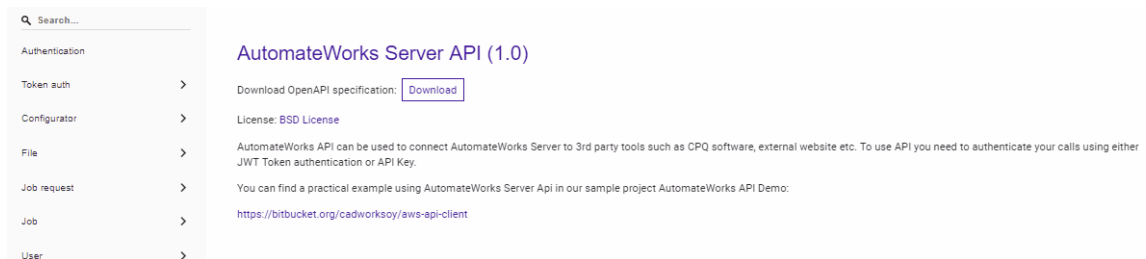 Search...
Authentication
Token auth
Configurator
File
Job request
Job
User
AutomateWorks Server API (1.0)
Download OpenAPI specification: Download
License: BSD License
AutomateWorks API can be used to connect AutomateWorks Server to 3rd party tools such as CPQ software, external website etc. To use API you need to authenticate your calls using either
JWT Token authentication or API Key.
You can find a practical example using AutomateWorks Server Api in our sample project AutomateWorks API Demo:
https://bitbucket.org/cadworksoy/aws-api-client